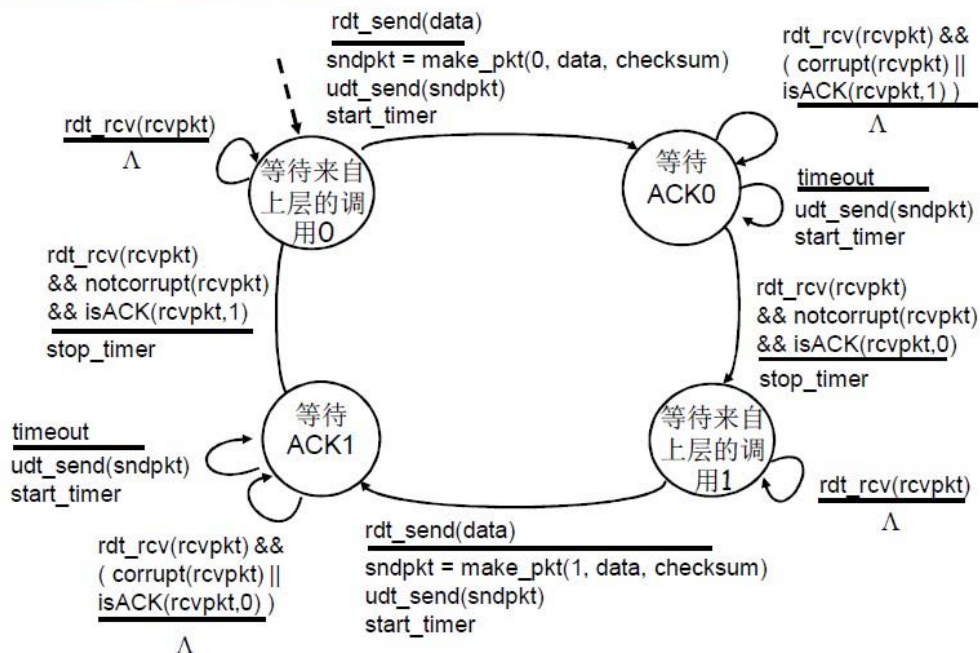 rdt_send(data)
sndpkt = make_pkt(0, data, checksum)
udt_send(sndpkt)
start_timer
rdt_rcv(rcvpkt) &&
( corrupt(rcvpkt) ||
isACK(rcvpkt,1) )
Λ
rdt_rcv(rcvpkt)
Λ
等待来自
上层的调
用0
等待
ACK0
timeout
udt_send(sndpkt)
start_timer
rdt_rcv(rcvpkt)
&& notcorrupt(rcvpkt)
&& isACK(rcvpkt,1)
stop_timer
rdt_rcv(rcvpkt)
&& notcorrupt(rcvpkt)
&& isACK(rcvpkt,0)
stop_timer
等待
ACK1
等待来自
上层的调
用1
timeout
udt_send(sndpkt)
start_timer
rdt_rcv(rcvpkt)
Λ
rdt_rcv(rcvpkt) &&
( corrupt(rcvpkt) ||
isACK(rcvpkt,0) )
Λ
rdt_send(data)
sndpkt = make_pkt(1, data, checksum)
udt_send(sndpkt)
start_timer